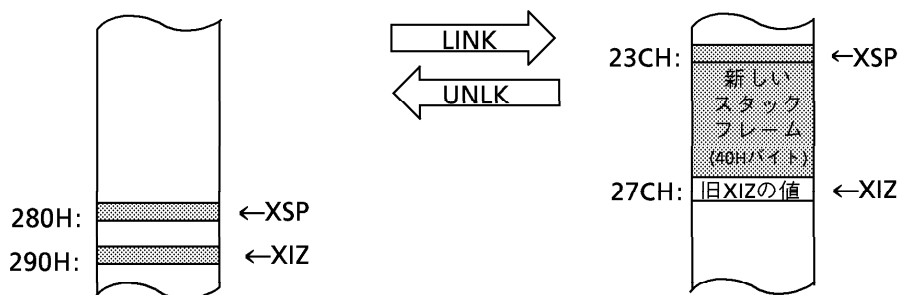 LINK
UNLK
280H:
←XSP
290H:
←XIZ
23CH:
←XSP
新しい
スタック
フレーム
(40Hバイト)
27CH:
旧XIZの値
←XIZ